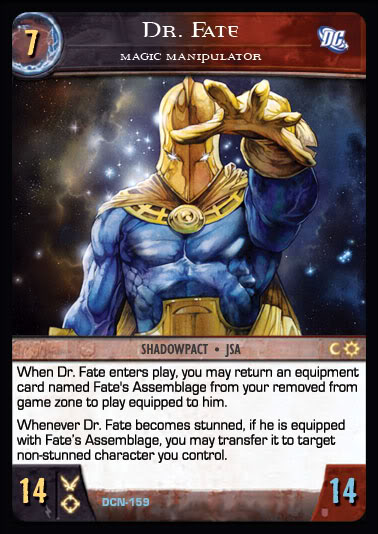 7
Dr. Fate
MAGIC MANIPULATOR
DC
SHADOWPACT • JSA
When Dr. Fate enters play, you may return an equipment
card named Fate's Assemblage from your removed from
game zone to play equipped to him.
Whenever Dr. Fate becomes stunned, if he is equipped
with Fate's Assemblage, you may transfer it to target
non-stunned character you control.
14
DCN-159
14